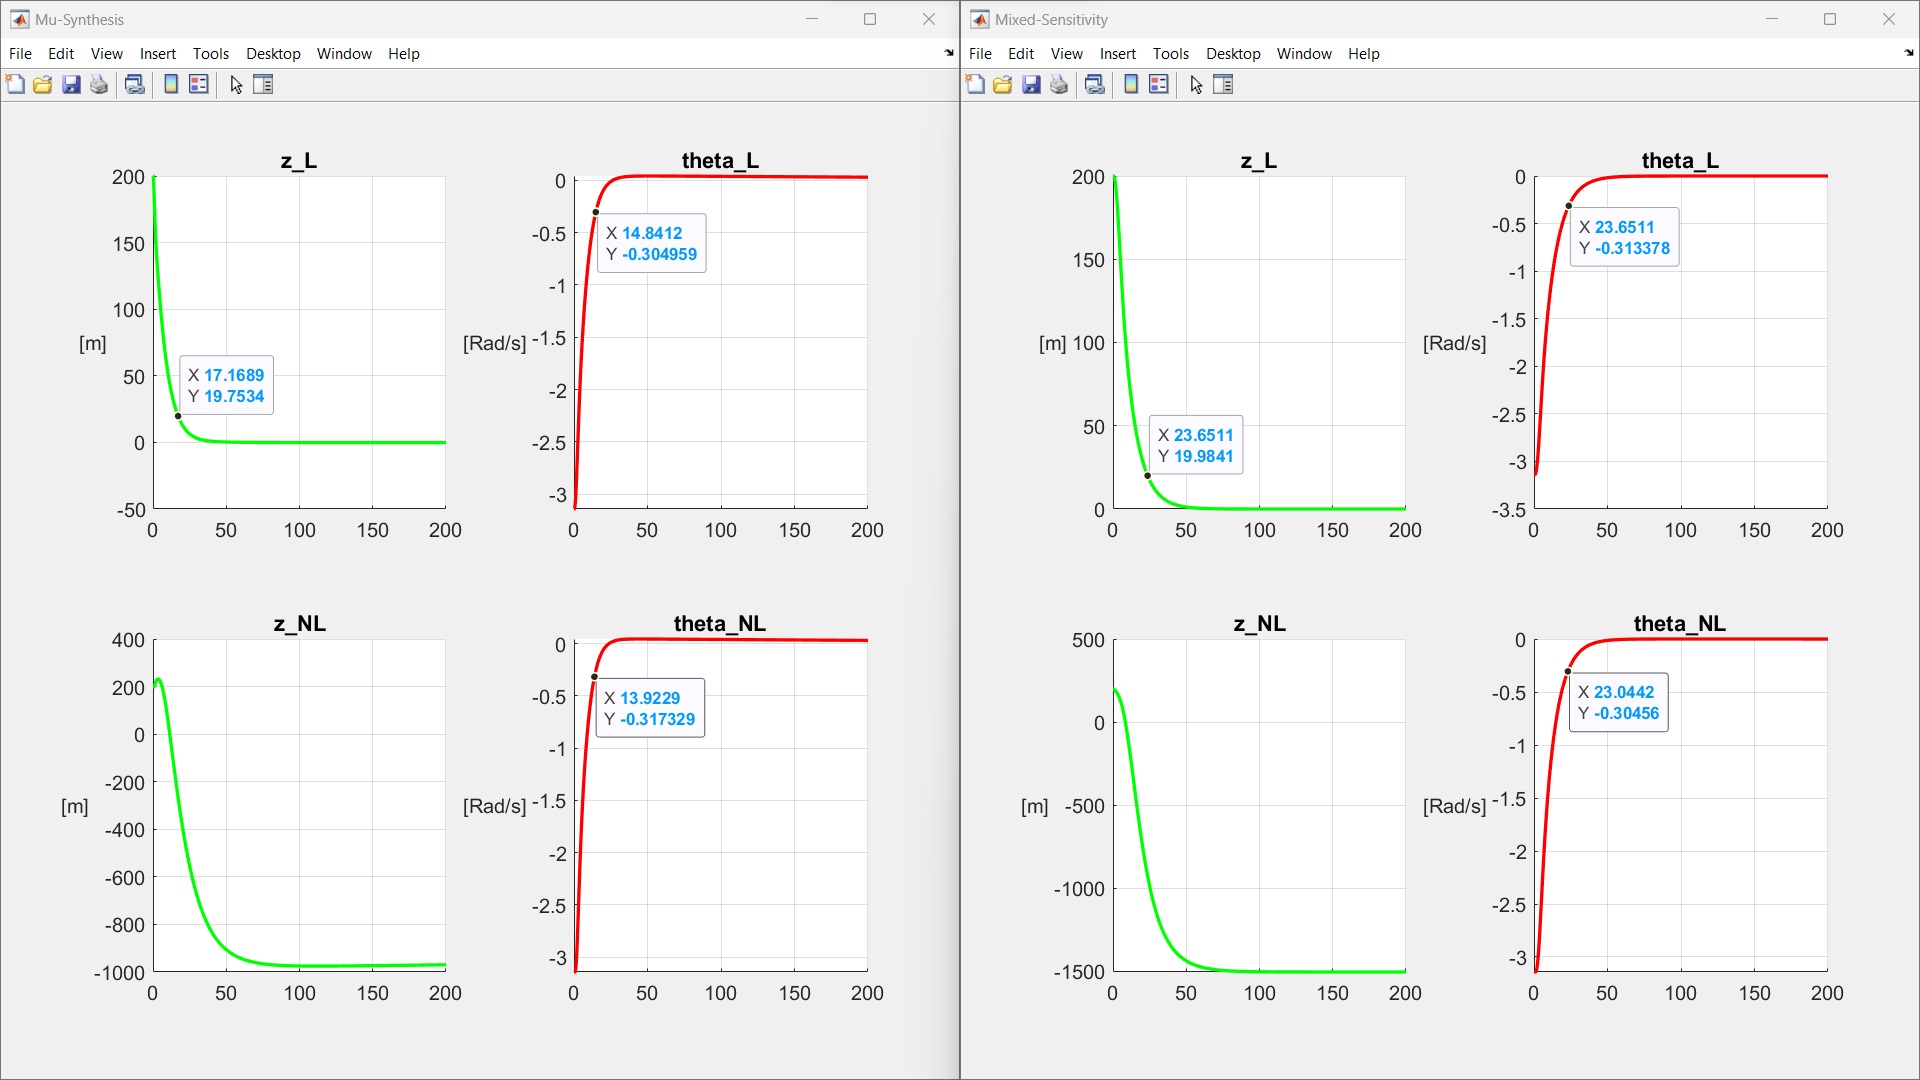 Mu-Synthesis
File Edit View Insert Tools Desktop Window Help
z_L
200
150
100
50
0
-50
[m]
X 17.1689
Y 19.7534
0 50 100 150 200
theta_L
0
-0.5
-1
-1.5
-2
-2.5
-3
[Rad/s]
X 14.8412
Y -0.304959
0 50 100 150 200
z_NL
400
200
0
-200
-400
-600
-800
-1000
[m]
0 50 100 150 200
theta_NL
0
-0.5
-1
-1.5
-2
-2.5
-3
[Rad/s]
X 13.9229
Y -0.317329
0 50 100 150 200
Mixed-Sensitivity
File Edit View Insert Tools Desktop Window Help
z_L
200
150
[m] 100
50
0
X 23.6511
Y 19.9841
0 50 100 150 200
theta_L
0
-0.5
-1
-1.5
-2
-2.5
-3
-3.5
[Rad/s]
X 23.6511
Y -0.313378
0 50 100 150 200
z_NL
500
0
[m] -500
-1000
-1500
0 50 100 150 200
theta_NL
0
-0.5
-1
[Rad/s] -1.5
-2
-2.5
-3
X 23.0442
Y -0.30456
0 50 100 150 200